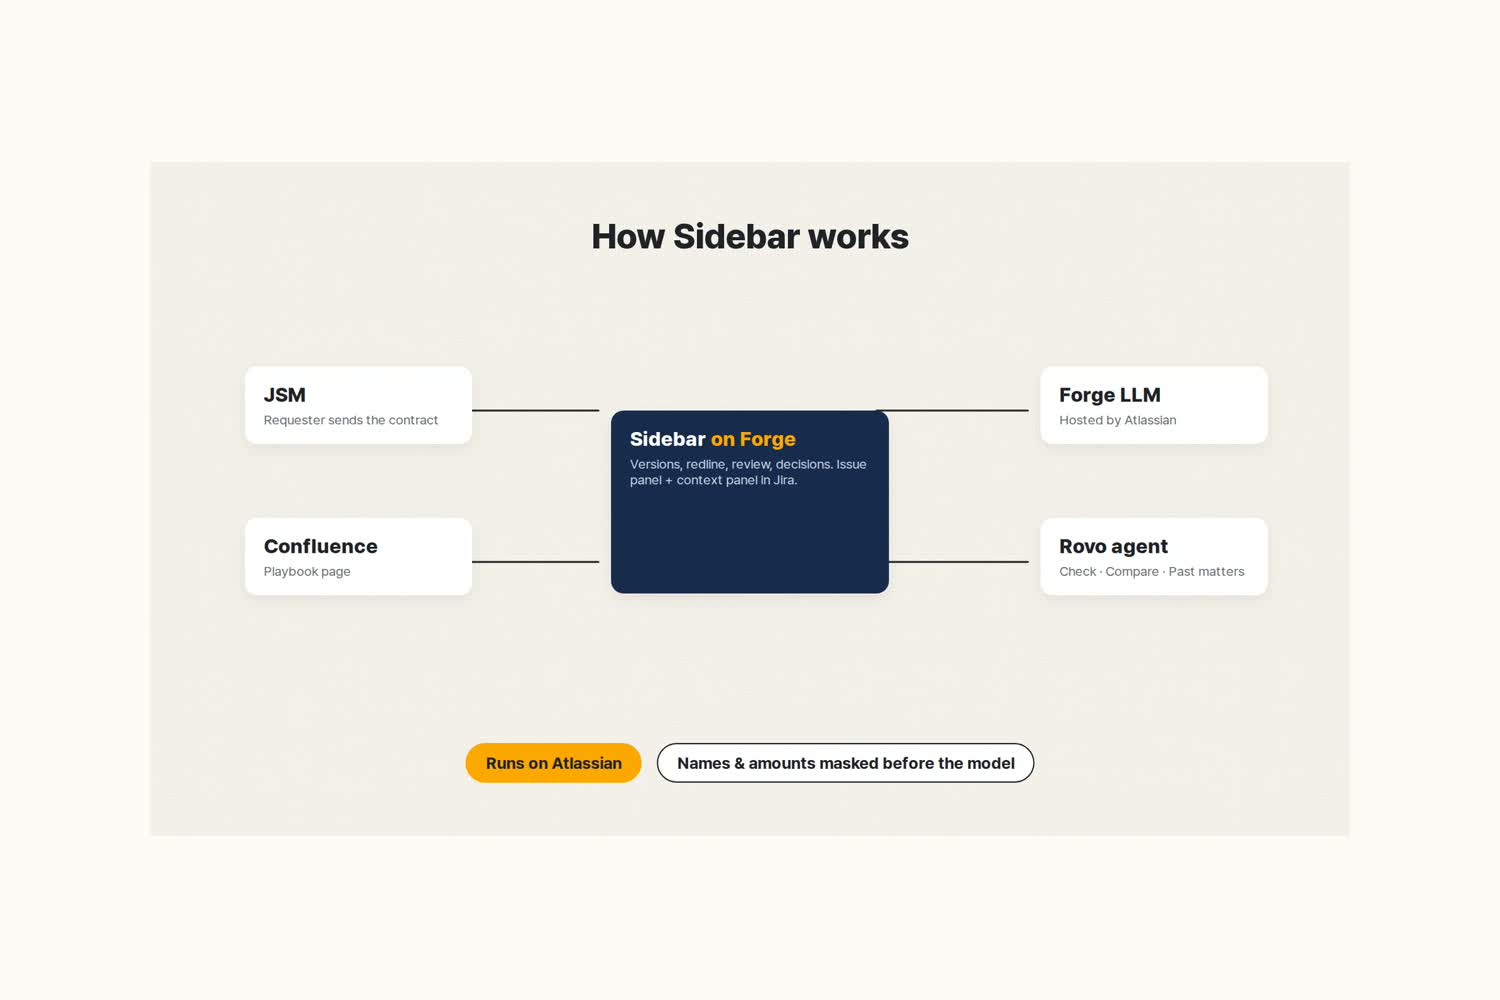 How Sidebar works
JSM
Requester sends the contract
Forge LLM
Hosted by Atlassian
Sidebar on Forge
Versions, redline, review, decisions. Issue
panel + context panel in Jira.
Confluence
Playbook page
Rovo agent
Check · Compare · Past matters
Runs on Atlassian
Names & amounts masked before the model